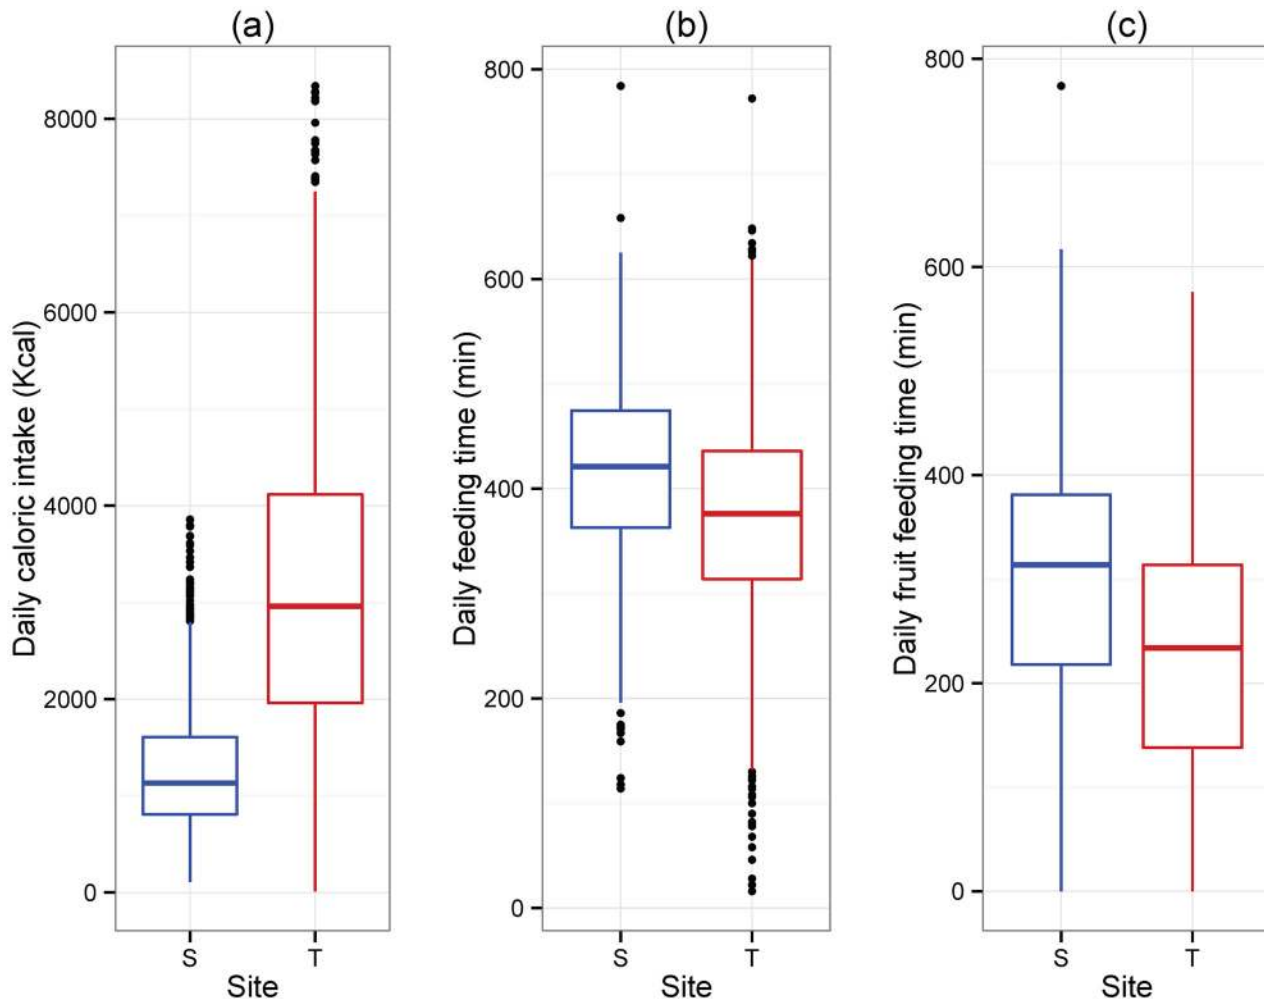 (a)
Daily caloric intake (Kcal)
8000
6000
4000
2000
0
S T
Site
(b)
Daily feeding time (min)
800
600
400
200
0
S T
Site
(c)
Daily fruit feeding time (min)
800
600
400
200
0
S T
Site